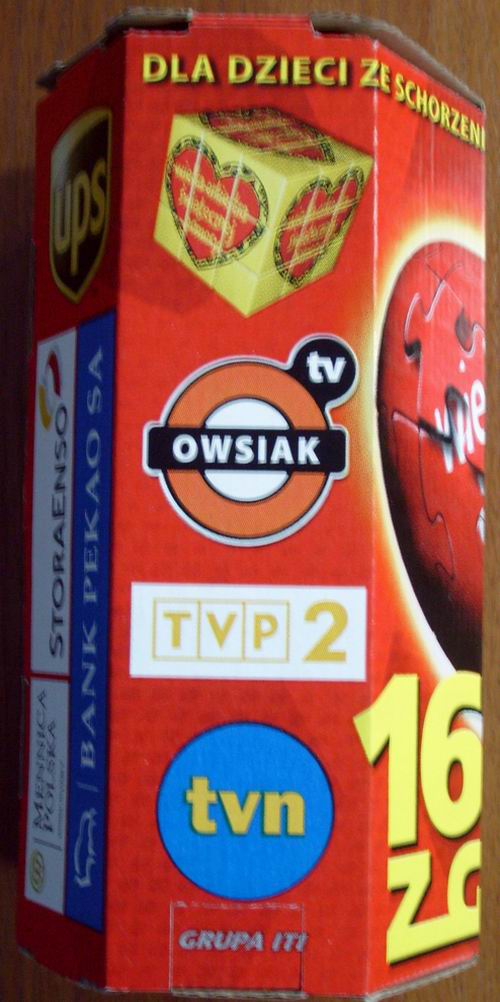 DLA DZIECI ZE SCHORZENI
ups
tv
OWSIAK
STORAENSO
BANK PEKAO SA
TVP 2
MENNICA
POLSKA
tvn
GRUPA ITI
wie
16